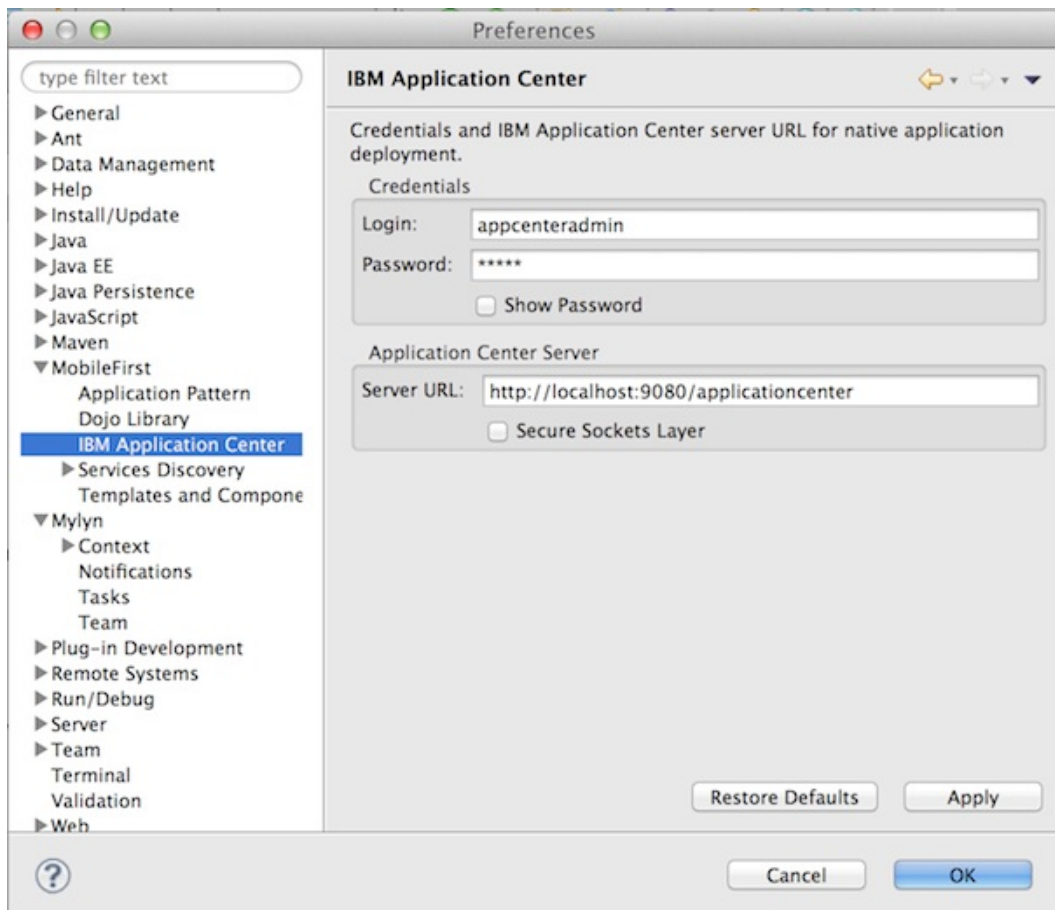 Preferences
type filter text
General
Ant
Data Management
Help
Install/Update
Java
Java EE
Java Persistence
JavaScript
Maven
MobileFirst
Application Pattern
Dojo Library
IBM Application Center
Services Discovery
Templates and Compone
Mylyn
Context
Notifications
Tasks
Team
Plug-in Development
Remote Systems
Run/Debug
Server
Team
Terminal
Validation
Web
IBM Application Center
Credentials and IBM Application Center server URL for native application
deployment.
Credentials
Login: appcenteradmin
Password: *****
Show Password
Application Center Server
Server URL: http://localhost:9080/applicationcenter
Secure Sockets Layer
Restore Defaults Apply
? Cancel OK